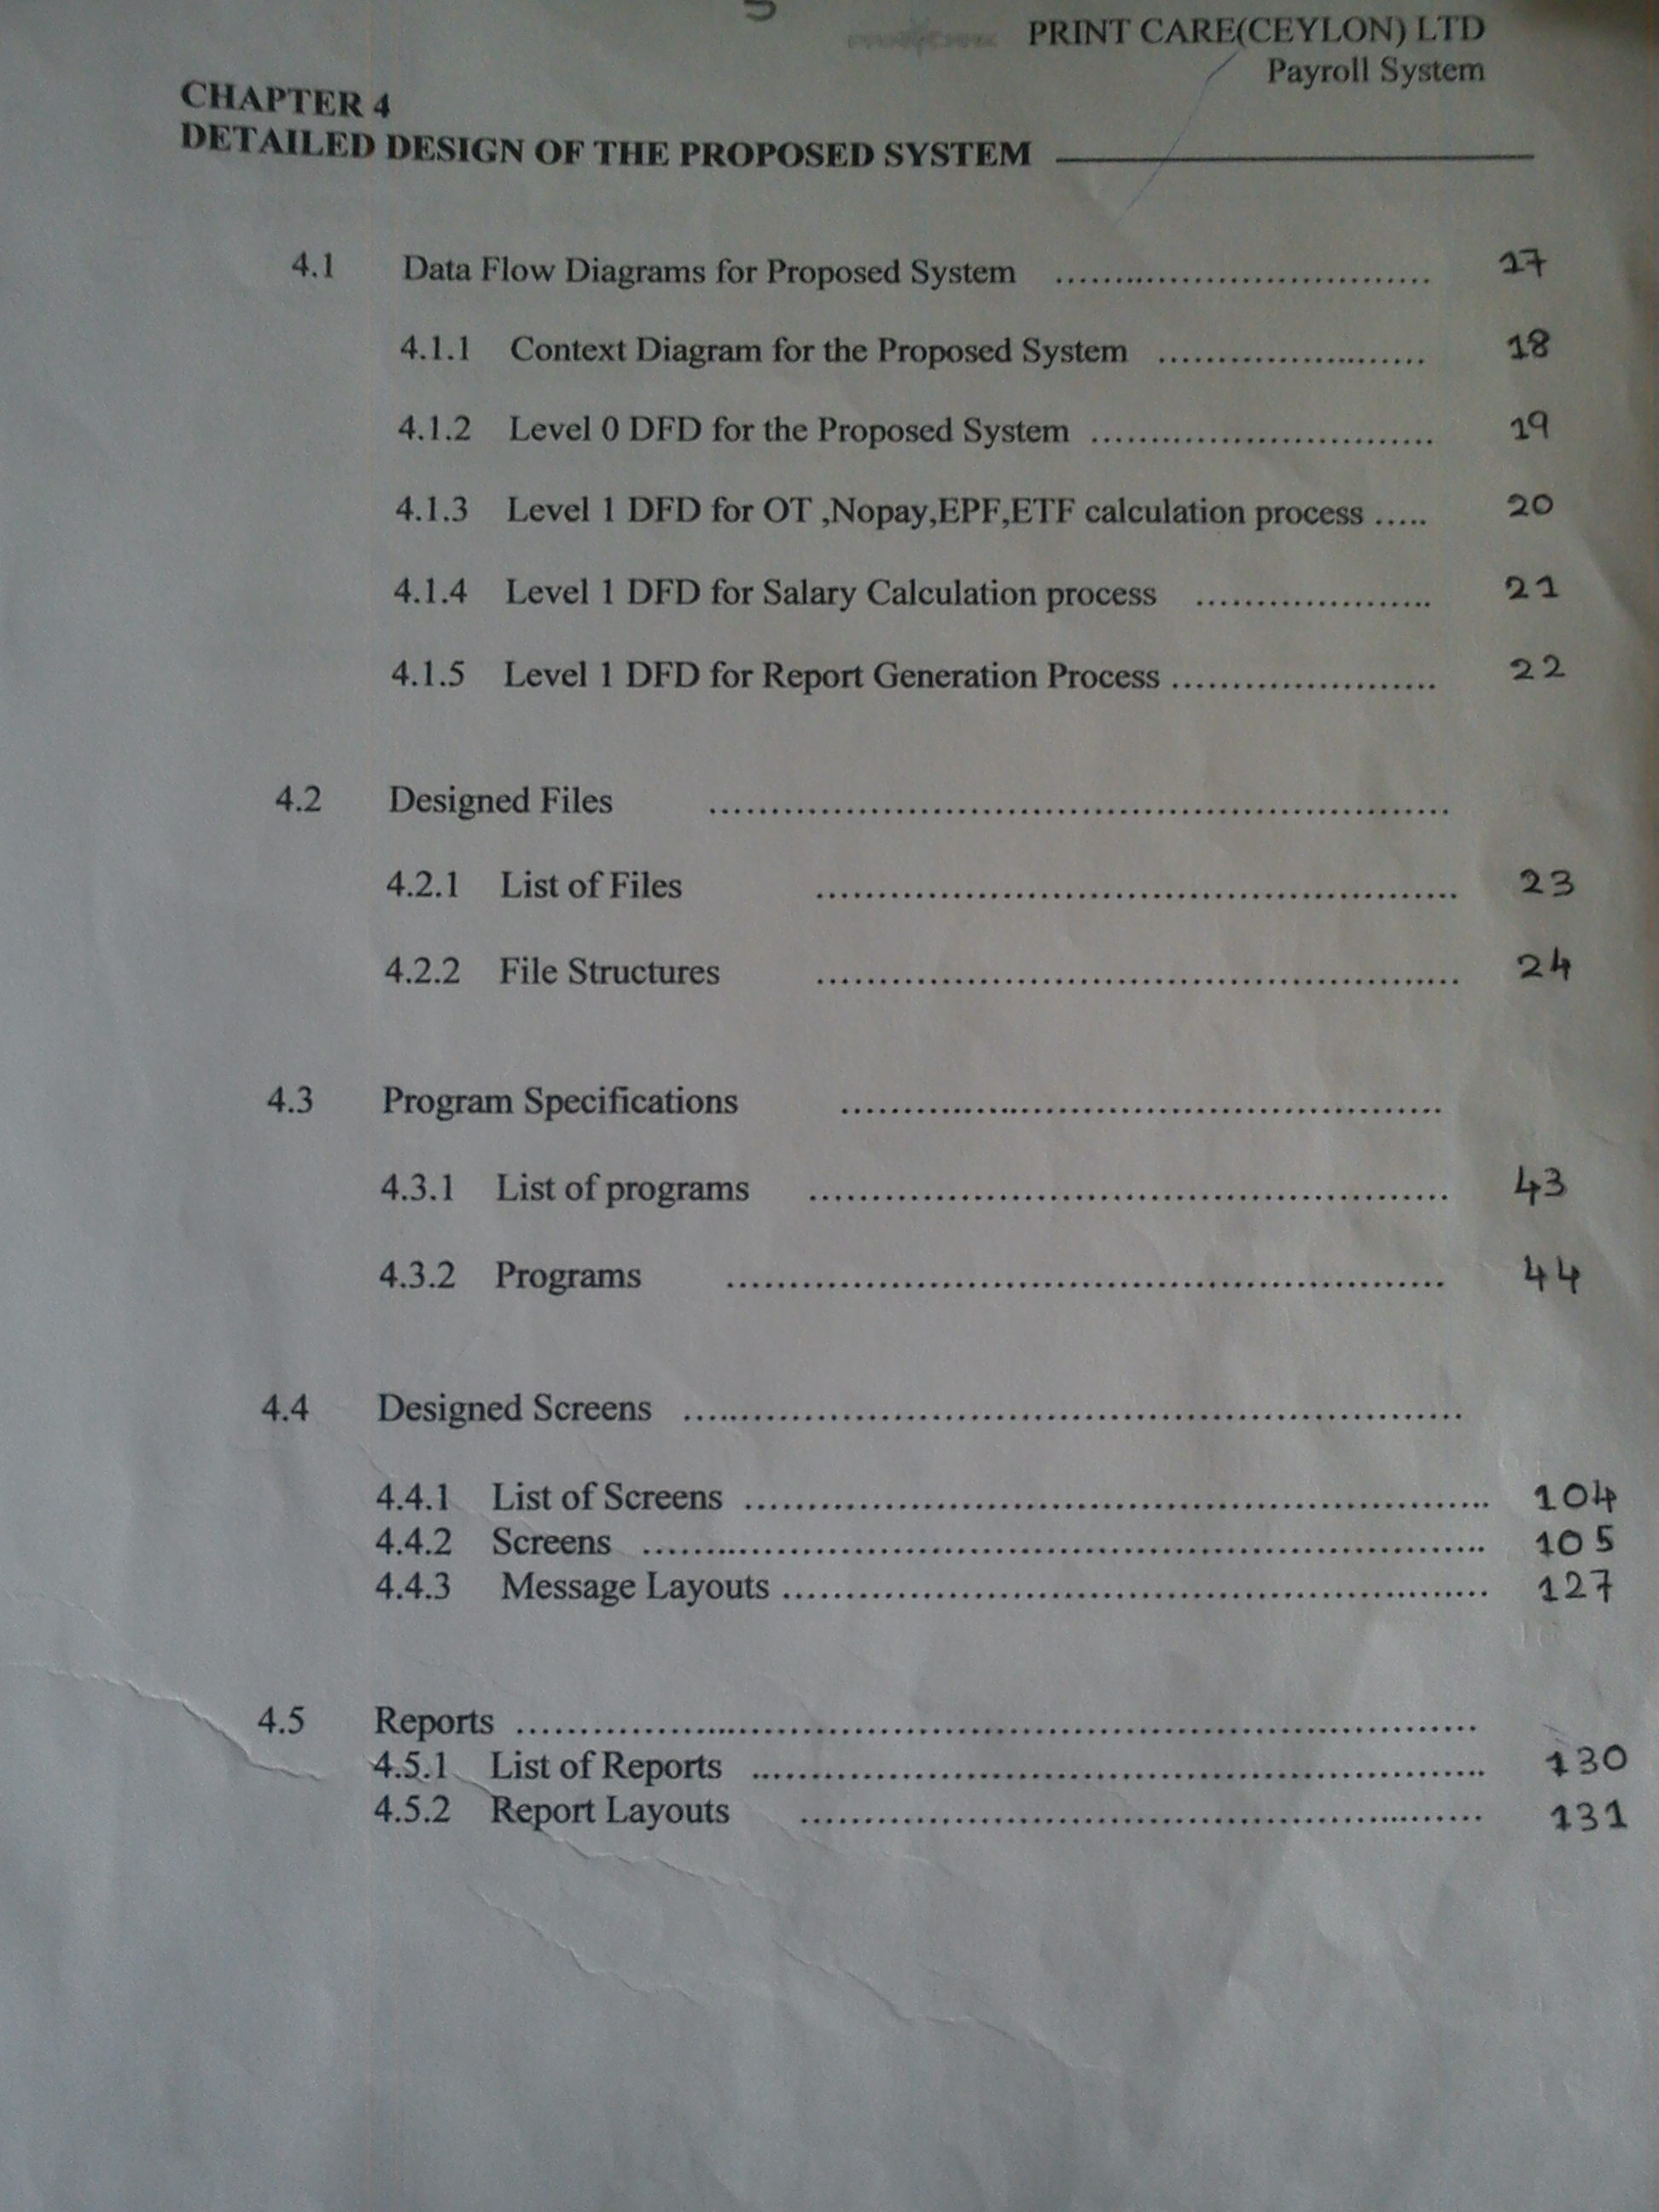 PRINT CARE(CEYLON) LTD
Payroll System
CHAPTER 4
DETAILED DESIGN OF THE PROPOSED SYSTEM
4.1 Data Flow Diagrams for Proposed System ................................ 17
4.1.1 Context Diagram for the Proposed System ....................... 18
4.1.2 Level 0 DFD for the Proposed System ............................. 19
4.1.3 Level 1 DFD for OT ,Nopay,EPF,ETF calculation process ..... 20
4.1.4 Level 1 DFD for Salary Calculation process .................... 21
4.1.5 Level 1 DFD for Report Generation Process ...................... 22
4.2 Designed Files ............................................................
4.2.1 List of Files .................................................... 23
4.2.2 File Structures .................................................... 24
4.3 Program Specifications .................................................
4.3.1 List of programs .................................................... 43
4.3.2 Programs .......................................................... 44
4.4 Designed Screens ................................................................
4.4.1 List of Screens ............................................................ 104
4.4.2 Screens .................................................................... 105
4.4.3 Message Layouts ......................................................... 127
4.5 Reports ..............................................................................
4.5.1 List of Reports ............................................................ 130
4.5.2 Report Layouts ........................................................ 131